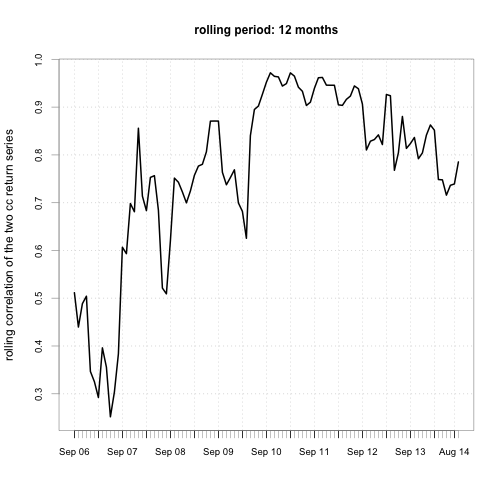 rolling period: 12 months
rolling correlation of the two cc return series
1.0
0.9
0.8
0.7
0.6
0.5
0.4
0.3
Sep 06 Sep 07 Sep 08 Sep 09 Sep 10 Sep 11 Sep 12 Sep 13 Aug 14